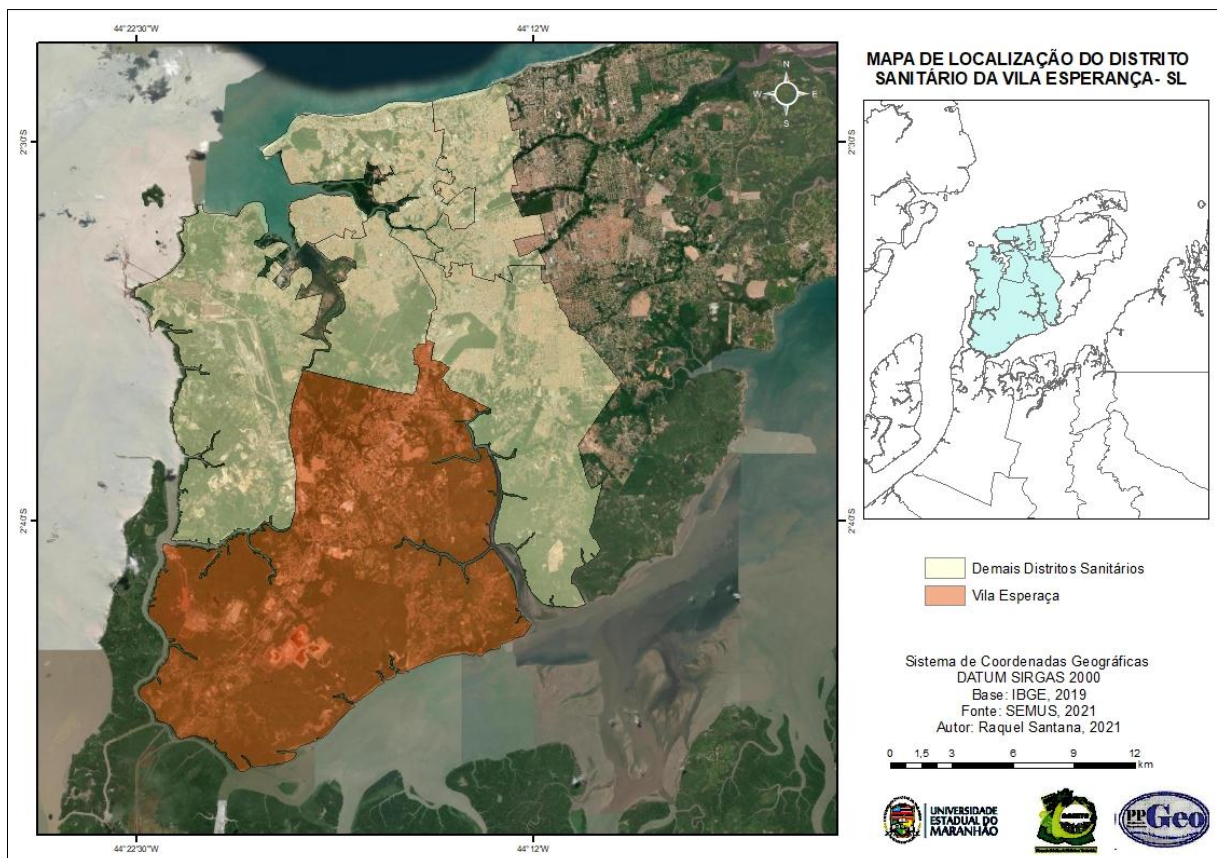 44°22'30"W
44°12'W
MAPA DE LOCALIZAÇÃO DO DISTRITO
SANITÁRIO DA VILA ESPERANÇA- SL
N
W
E
S
2°30'S
2°30'S
2°40'S
2°40'S
Demais Distritos Sanitários
Vila Esperaça
Sistema de Coordenadas Geográficas
DATUM SIRGAS 2000
Base: IBGE, 2019
Fonte: SEMUS, 2021
Autor: Raquel Santana, 2021
0 1,5 3 6 9 12
km
UNIVERSIDADE
ESTADUAL DO
MARANHÃO
PPGeo
44°22'30"W
44°12'W